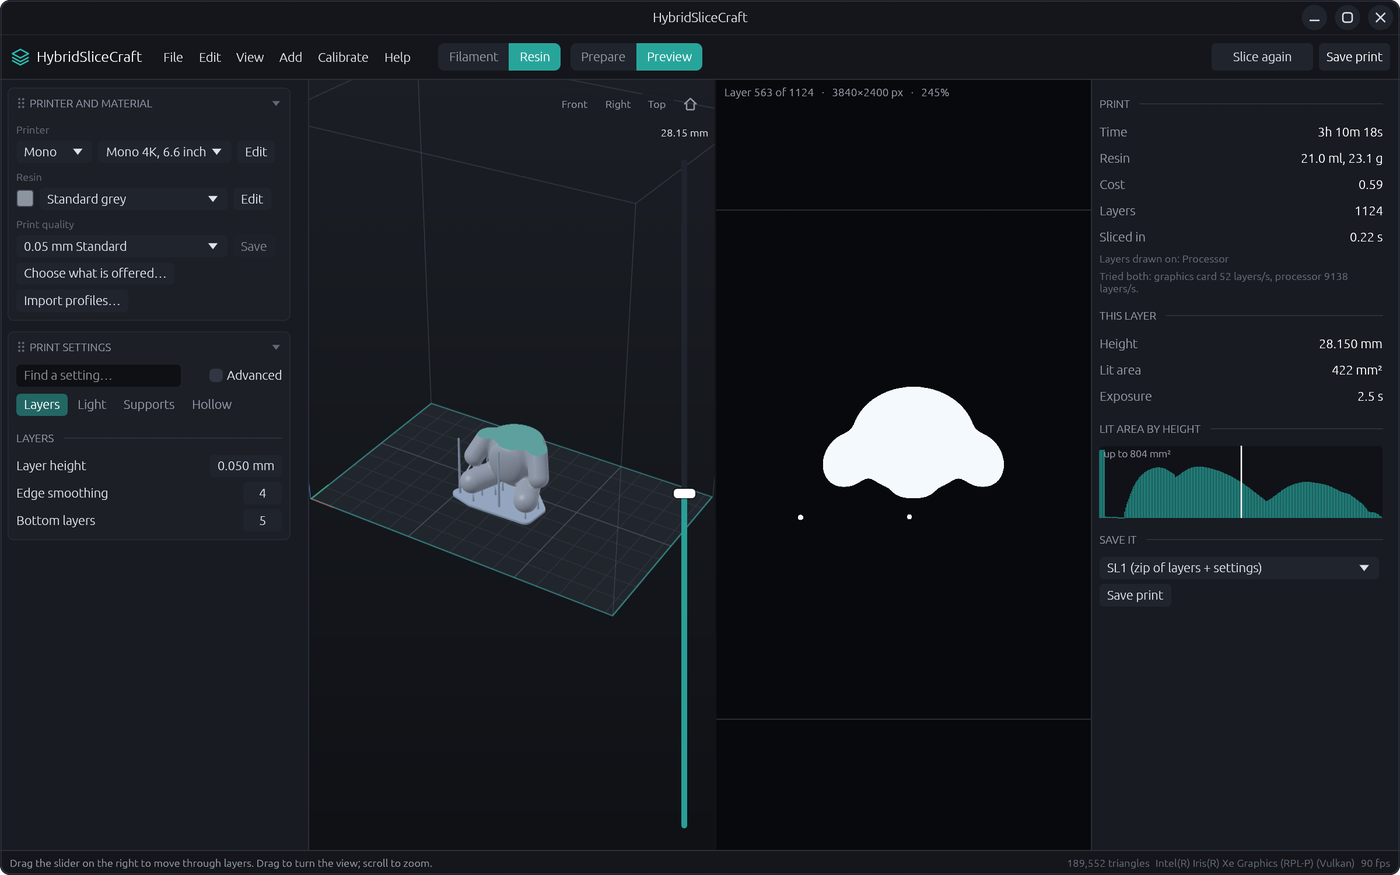 HybridSliceCraft
HybridSliceCraft File Edit View Add Calibrate Help Filament Resin Prepare Preview Slice again Save print
PRINTER AND MATERIAL
Printer
Mono Mono 4K, 6.6 inch Edit
Resin
Standard grey Edit
Print quality
0.05 mm Standard Save
Choose what is offered...
Import profiles...
PRINT SETTINGS
Find a setting... Advanced
Layers Light Supports Hollow
LAYERS
Layer height 0.050 mm
Edge smoothing 4
Bottom layers 5
Front Right Top
28.15 mm
Layer 563 of 1124 · 3840×2400 px · 245%
PRINT
Time 3h 10m 18s
Resin 21.0 ml, 23.1 g
Cost 0.59
Layers 1124
Sliced in 0.22 s
Layers drawn on: Processor
Tried both: graphics card 52 layers/s, processor 9138
layers/s.
THIS LAYER
Height 28.150 mm
Lit area 422 mm²
Exposure 2.5 s
LIT AREA BY HEIGHT
up to 804 mm²
SAVE IT
SL1 (zip of layers + settings)
Save print
Drag the slider on the right to move through layers. Drag to turn the view; scroll to zoom.
189,552 triangles Intel(R) Iris(R) Xe Graphics (RPL-P) (Vulkan) 90 fps